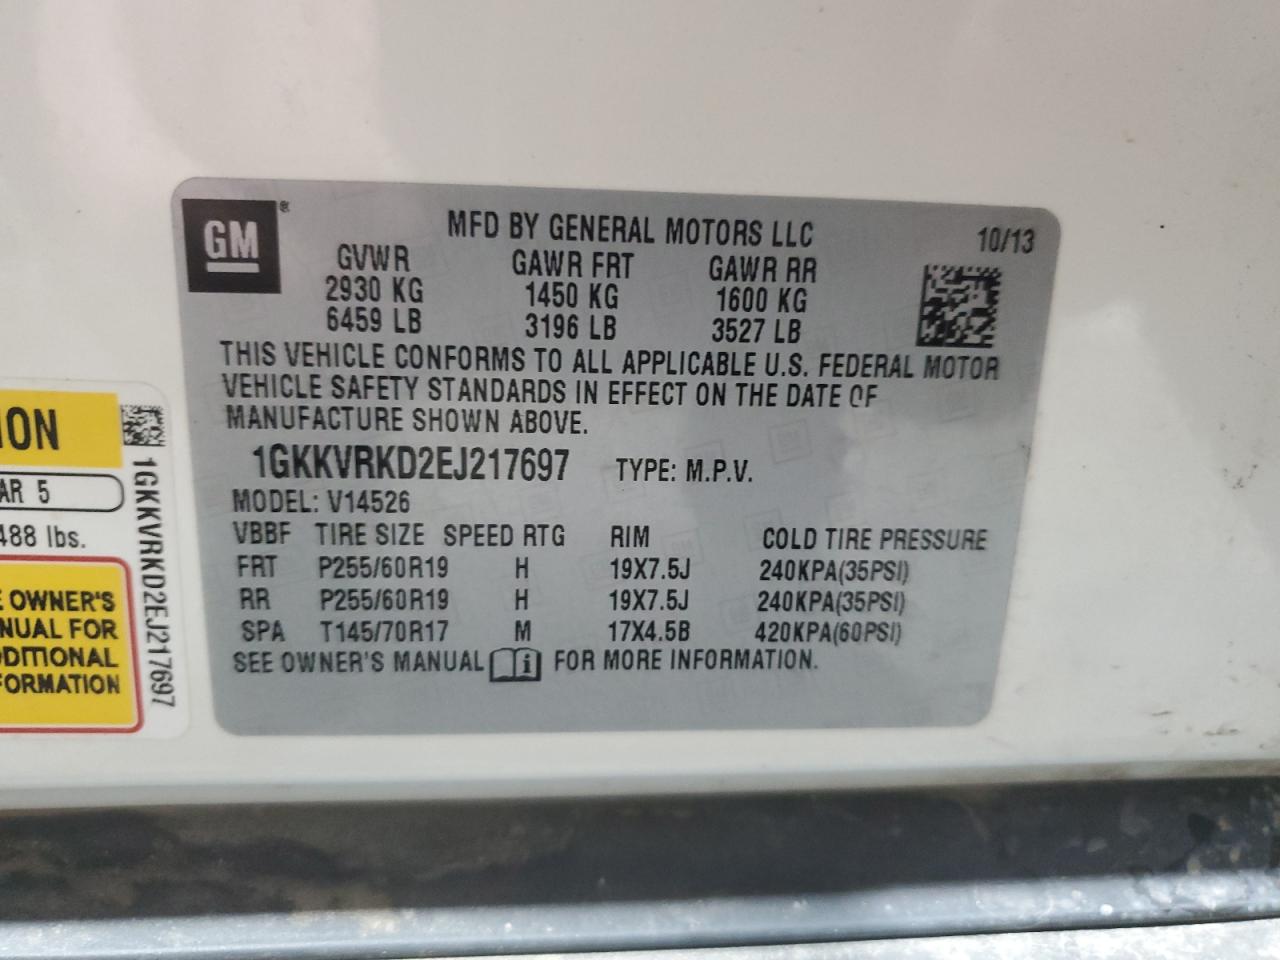 GM ®
MFD BY GENERAL MOTORS LLC 10/13
GVWR GAWR FRT GAWR RR
2930 KG 1450 KG 1600 KG
6459 LB 3196 LB 3527 LB
THIS VEHICLE CONFORMS TO ALL APPLICABLE U.S. FEDERAL MOTOR
VEHICLE SAFETY STANDARDS IN EFFECT ON THE DATE OF
MANUFACTURE SHOWN ABOVE.
1GKKVRKD2EJ217697 TYPE: M.P.V.
MODEL: V14526
VBBF TIRE SIZE SPEED RTG RIM COLD TIRE PRESSURE
FRT P255/60R19 H 19X7.5J 240KPA(35PSI)
RR P255/60R19 H 19X7.5J 240KPA(35PSI)
SPA T145/70R17 M 17X4.5B 420KPA(60PSI)
SEE OWNER'S MANUAL i FOR MORE INFORMATION.
ION
AR 5
488 lbs.
E OWNER'S
NUAL FOR
DDITIONAL
FORMATION
1GKKVRKD2EJ217697